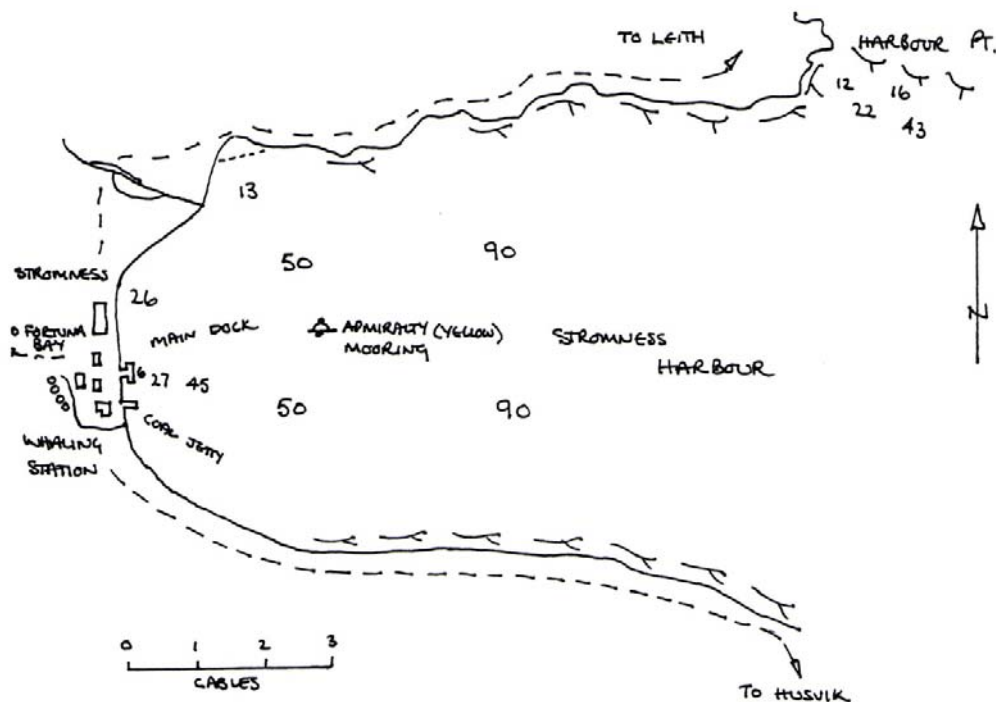 TO LEITH
HARBOUR PT.
12
16
22
43
13
50
90
STROMNESS
26
O FORTUNA
BAY
MAIN DOCK
ADMIRALTY (YELLOW)
MOORING
STROMNESS
HARBOUR
N
6
27
45
50
90
COAL JETTY
WHALING
STATION
0 1 2 3
CABLES
TO HUSVIK